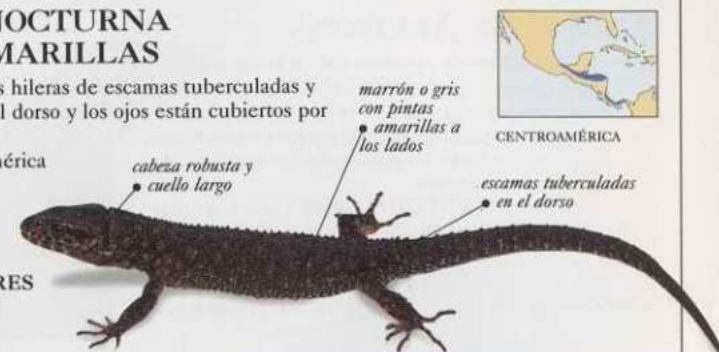 NOCTURNA
MARILLAS
s hileras de escamas tuberculadas y
l dorso y los ojos están cubiertos por
érica
RES
cabeza robusta y
cuello largo
marrón o gris
con pintas
amarillas a
los lados
escamas tuberculadas
en el dorso
CENTROAMÉRICA